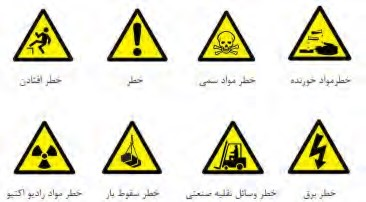 خطرمواد خورنده
خطر مواد سمی
خطر
خطر افتادن
خطر برق
خطر وسائل نقلیه صنعتی
خطر سقوط بار
خطر مواد رادیو اکتیو